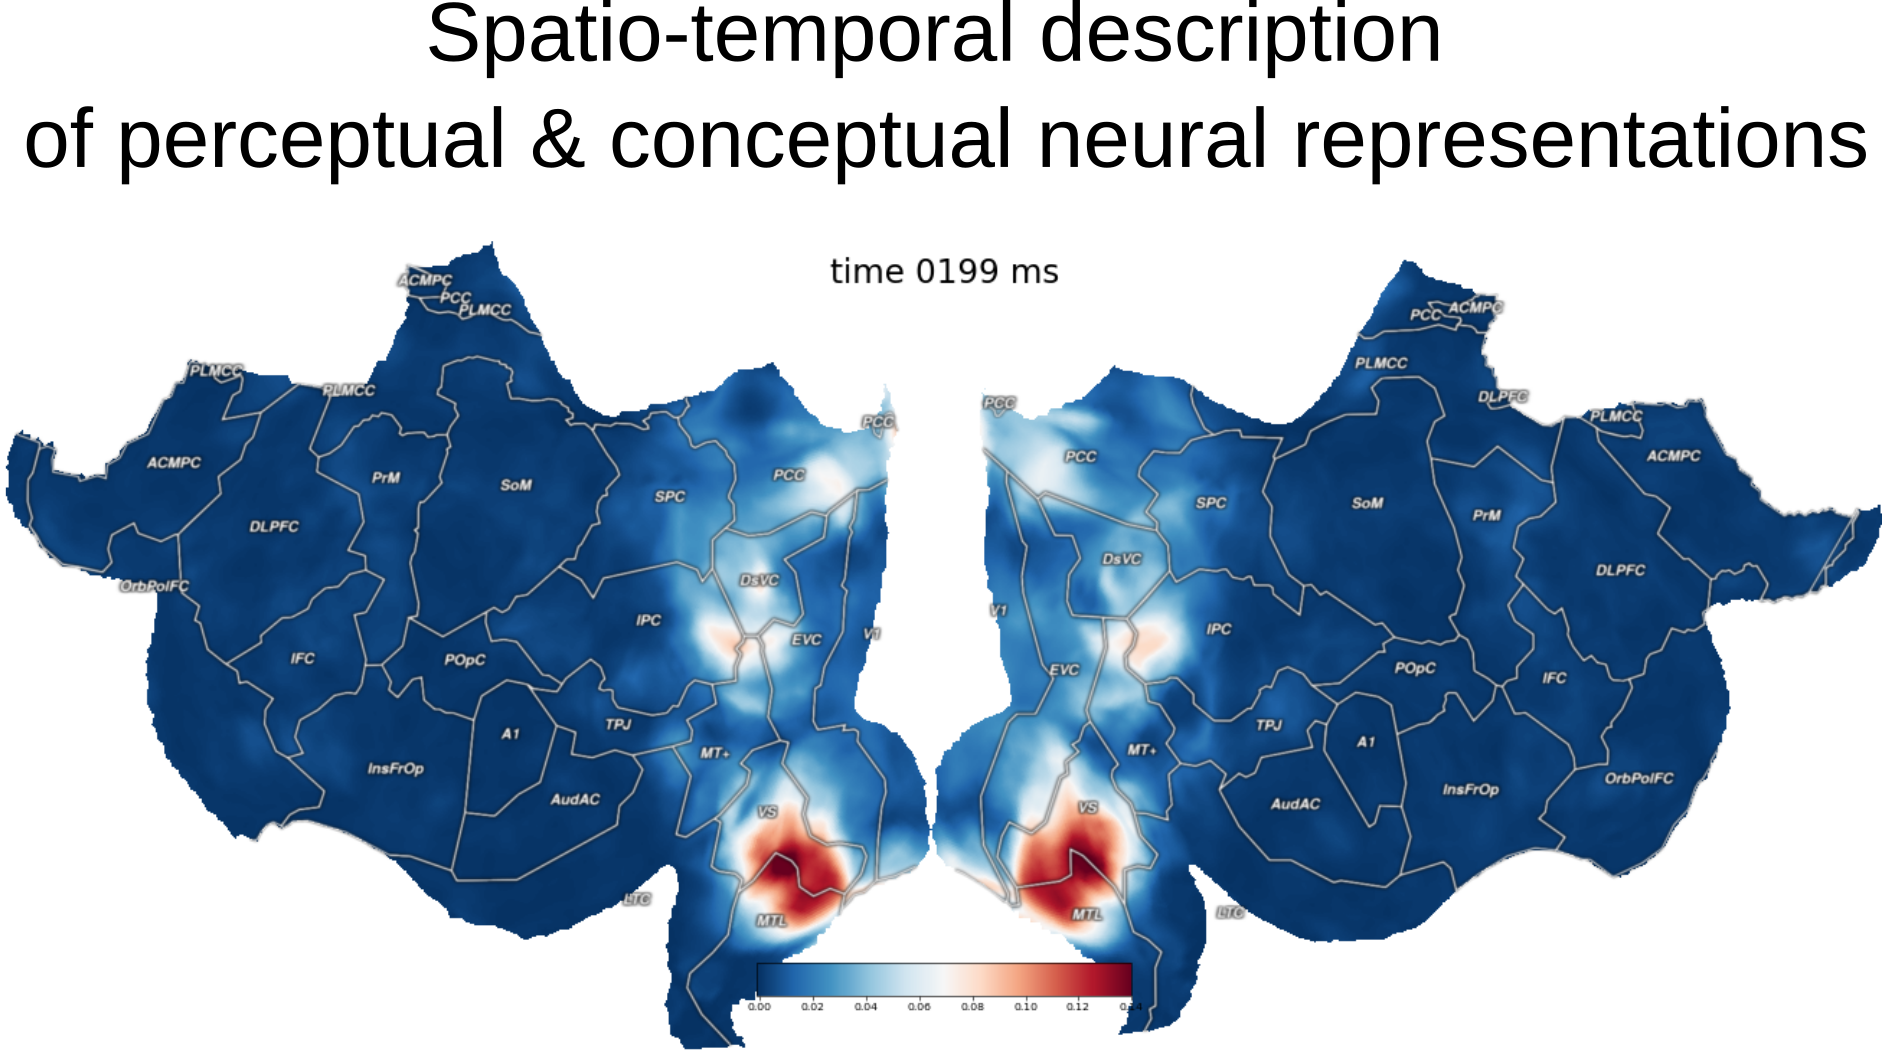 Spatio-temporal description
of perceptual & conceptual neural representations
time 0199 ms
ACMPC
PCC
PLMCC
PLMCC
PLMCC
ACMPC
PrM
SoM
DLPFC
OrbPolFC
SPC
PCC
PCC
DsVC
IPC
EVC
V1
IFC
POpC
A1
TPJ
MT+
InsFrOp
AudAC
VS
LTC
MTL
PCC
ACMPC
PLMCC
DLPFC
PLMCC
ACMPC
PCC
PCC
SPC
SoM
PrM
DsVC
DLPFC
V1
IPC
EVC
POpC
IFC
TPJ
A1
MT+
InsFrOp
OrbPolFC
VS
AudAC
LTC
MTL
0.00 0.02 0.04 0.06 0.08 0.10 0.12 0.14